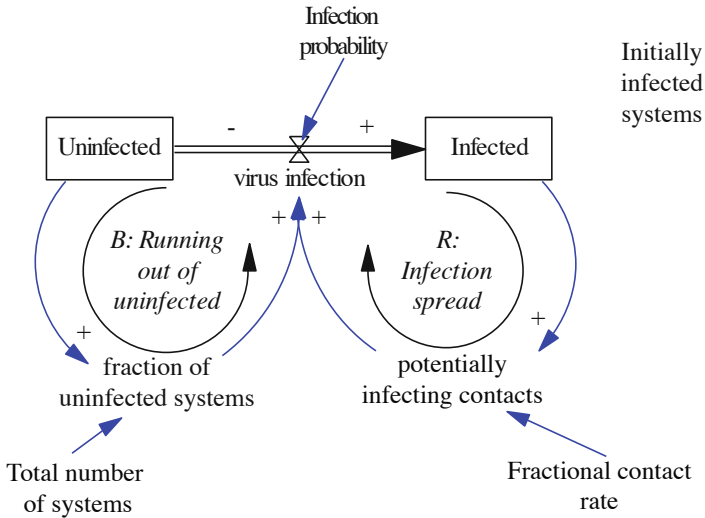 Infection
probability
Initially
infected
systems
-
+
Uninfected
Infected
virus infection
+ +
B: Running
out of
uninfected
R:
Infection
spread
+
+
fraction of
uninfected systems
potentially
infecting contacts
Total number
of systems
Fractional contact
rate